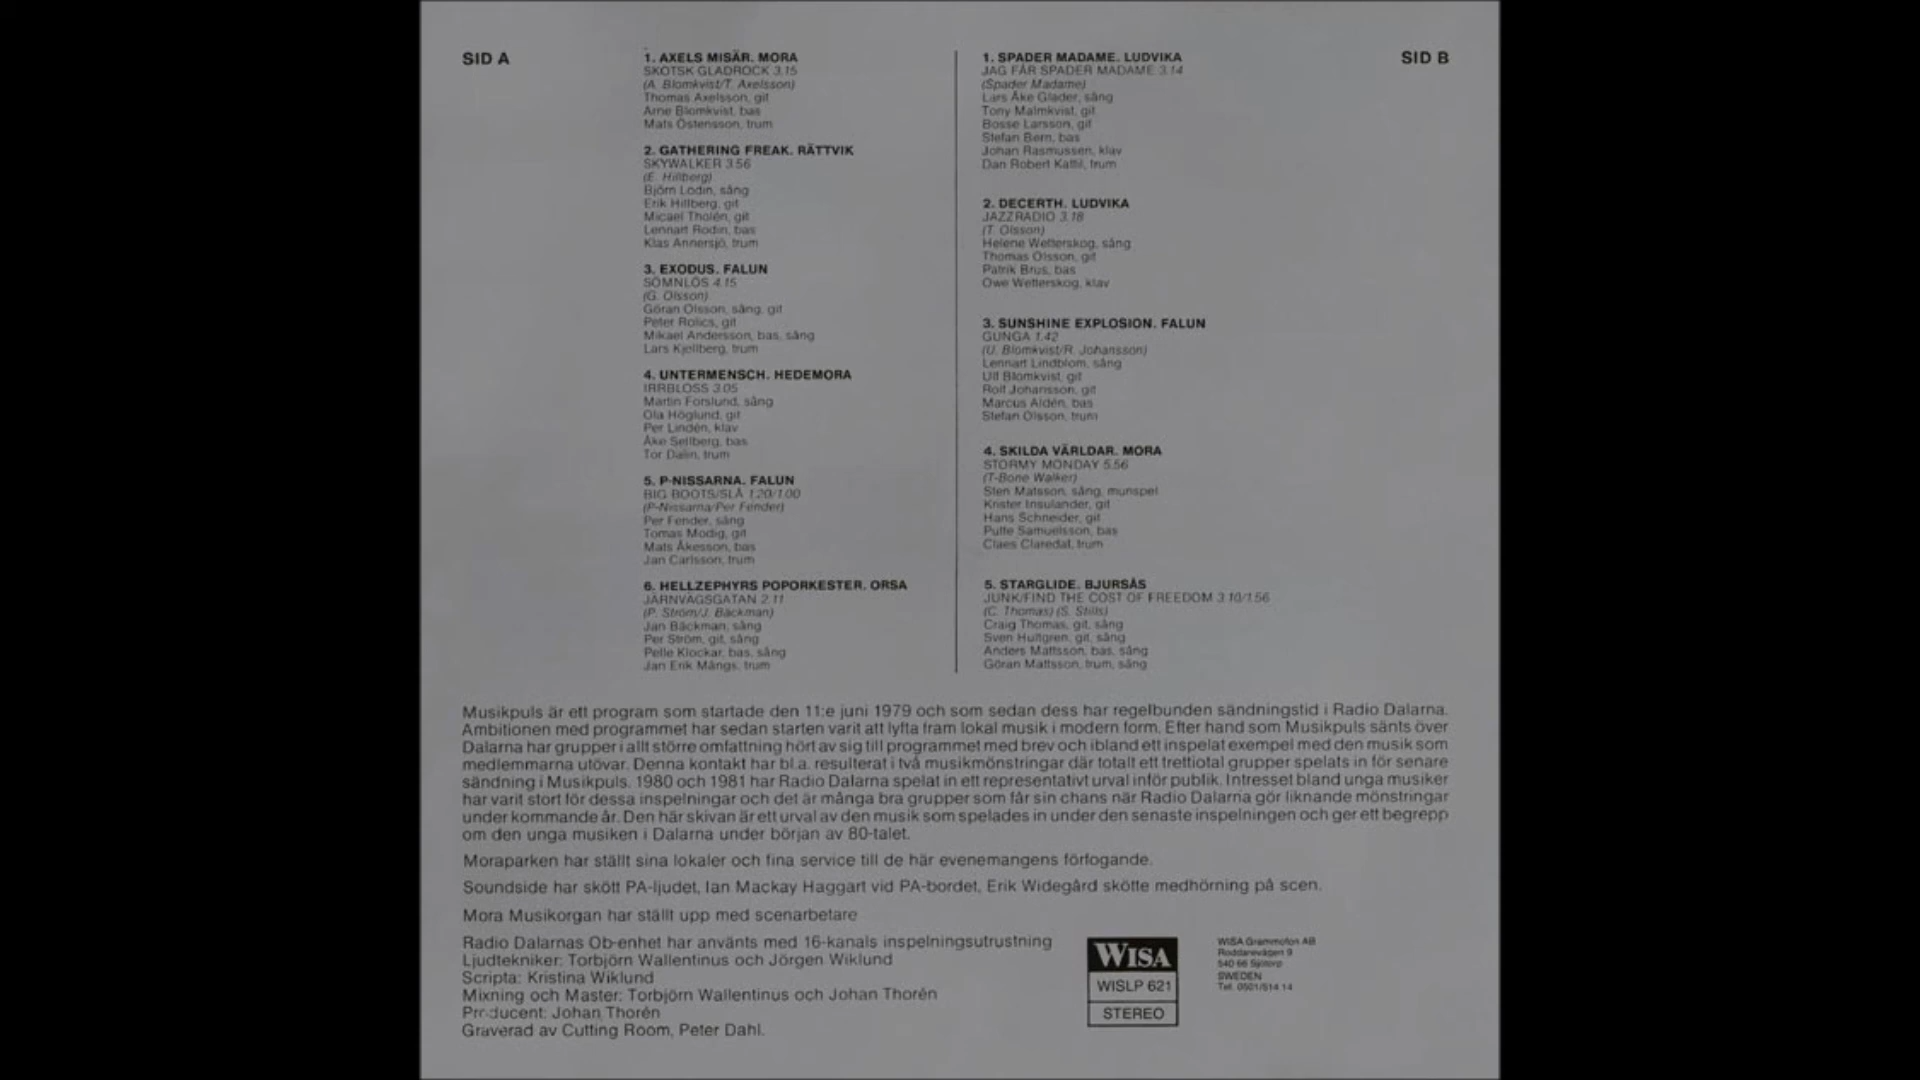 SID A
1. AXELS MISÄR. MORA
SKOTSK GLADROCK 3.15
(A. Blomkvist/T. Axelsson)
Thomas Axelsson, git
Arne Blomkvist, bas
Mats Östensson, trum
2. GATHERING FREAK. RÄTTVIK
SKYWALKER 3.56
(E. Hillberg)
Björn Lodin, sång
Erik Hillberg, git
Micael Tholén, git
Lennart Rodin, bas
Klas Annersjö, trum
3. EXODUS. FALUN
SÖMNLÖS 4.15
(G. Olsson)
Göran Olsson, sång, git
Peter Rolics, git
Mikael Andersson, bas, sång
Lars Kjellberg, trum
4. UNTERMENSCH. HEDEMORA
IRRBLOSS 3.05
Martin Forslund, sång
Ola Höglund, git
Per Lindén, klav
Åke Sellberg, bas
Tor Dalin, trum
5. P-NISSARNA. FALUN
BIG BOOTS/SLÅ 1.20/1.00
(P-Nissarna/Per Fender)
Per Fender, sång
Tomas Modig, git
Mats Åkesson, bas
Jan Carlsson, trum
6. HELLZEPHYRS POPORKESTER. ORSA
JÄRNVÄGSGATAN 2.11
(P. Ström/J. Bäckman)
Jan Bäckman, sång
Per Ström, git, sång
Pelle Klockar, bas, sång
Jan Erik Mångs, trum
SID B
1. SPADER MADAME. LUDVIKA
JAG FÅR SPADER MADAME 3.14
(Spader Madame)
Lars Åke Glader, sång
Tony Malmkvist, git
Bosse Larsson, git
Stefan Bern, bas
Johan Rasmussen, klav
Dan Robert Kattil, trum
2. DECERTH. LUDVIKA
JAZZRADIO 3.18
(T. Olsson)
Helene Wetterskog, sång
Thomas Olsson, git
Patrik Brus, bas
Owe Wetterskog, klav
3. SUNSHINE EXPLOSION. FALUN
GUNGA 1.42
(U. Blomkvist/R. Johansson)
Lennart Lindblom, sång
Ulf Blomkvist, git
Rolf Johansson, git
Marcus Aldén, bas
Stefan Olsson, trum
4. SKILDA VÄRLDAR. MORA
STORMY MONDAY 5.56
(T-Bone Walker)
Sten Matsson, sång, munspel
Krister Insulander, git
Hans Schneider, git
Putte Samuelsson, bas
Claes Claredal, trum
5. STARGLIDE. BJURSÅS
JUNK/FIND THE COST OF FREEDOM 3.10/1.56
(C. Thomas) (S. Stills)
Craig Thomas, git, sång
Sven Hultgren, git, sång
Anders Mattsson, bas, sång
Göran Mattsson, trum, sång
Musikpuls är ett program som startade den 11:e juni 1979 och som sedan dess har regelbunden sändningstid i Radio Dalarna.
Ambitionen med programmet har sedan starten varit att lyfta fram lokal musik i modern form. Efter hand som Musikpuls sänts över
Dalarna har grupper i allt större omfattning hört av sig till programmet med brev och ibland ett inspelat exempel med den musik som
medlemmarna utövar. Denna kontakt har bl.a. resulterat i två musikmönstringar där totalt ett trettiotal grupper spelats in för senare
sändning i Musikpuls. 1980 och 1981 har Radio Dalarna spelat in ett representativt urval inför publik. Intresset bland unga musiker
har varit stort för dessa inspelningar och det är många bra grupper som får sin chans när Radio Dalarna gör liknande mönstringar
under kommande år. Den här skivan är ett urval av den musik som spelades in under den senaste inspelningen och ger ett begrepp
om den unga musiken i Dalarna under början av 80-talet.
Moraparken har ställt sina lokaler och fina service till de här evenemangens förfogande.
Soundside har skött PA-ljudet, Ian Mackay Haggart vid PA-bordet, Erik Widegård skötte medhörning på scen.
Mora Musikorgan har ställt upp med scenarbetare
Radio Dalarnas Ob-enhet har använts med 16-kanals inspelningsutrustning
Ljudtekniker: Torbjörn Wallentinus och Jörgen Wiklund
Scripta: Kristina Wiklund
Mixning och Master: Torbjörn Wallentinus och Johan Thorén
Producent: Johan Thorén
Graverad av Cutting Room, Peter Dahl.
WISA
WISLP 621
STEREO
WISA Grammofon AB
Roddarevägen 9
540 66 Sjötorp
SWEDEN
Tel. 0501/514 14